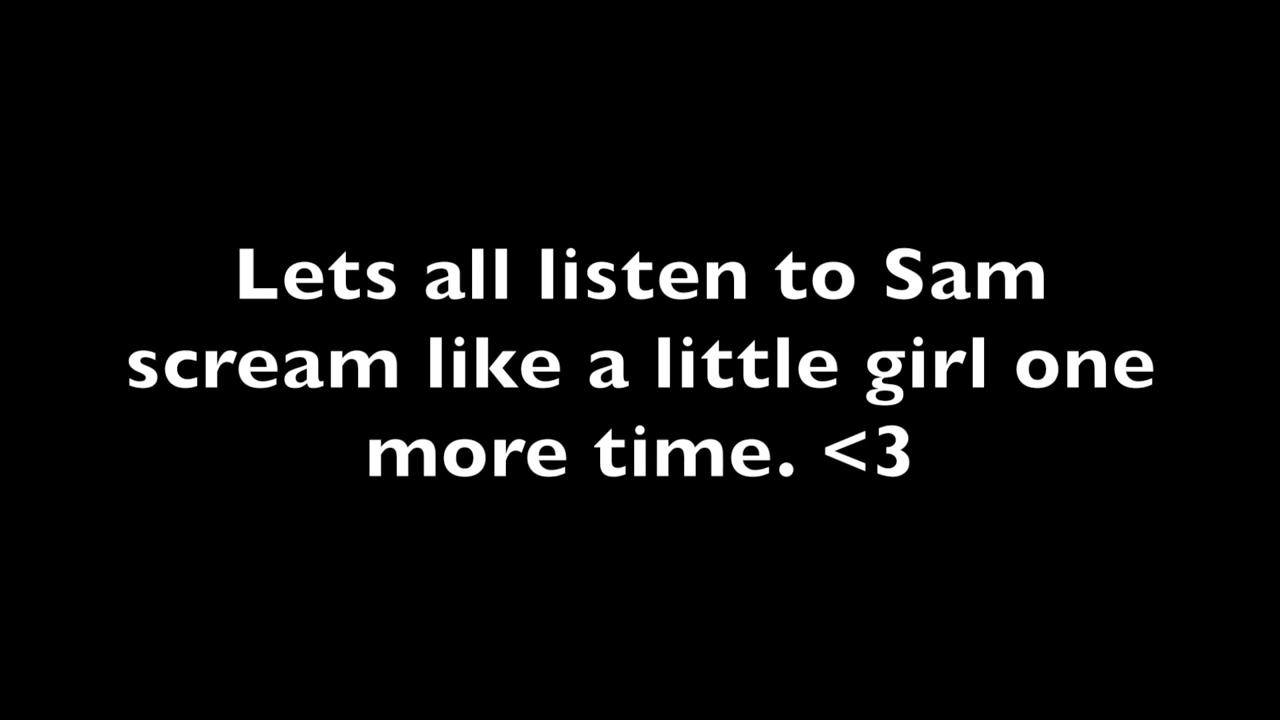 Lets all listen to Sam
scream like a little girl one
more time. <3